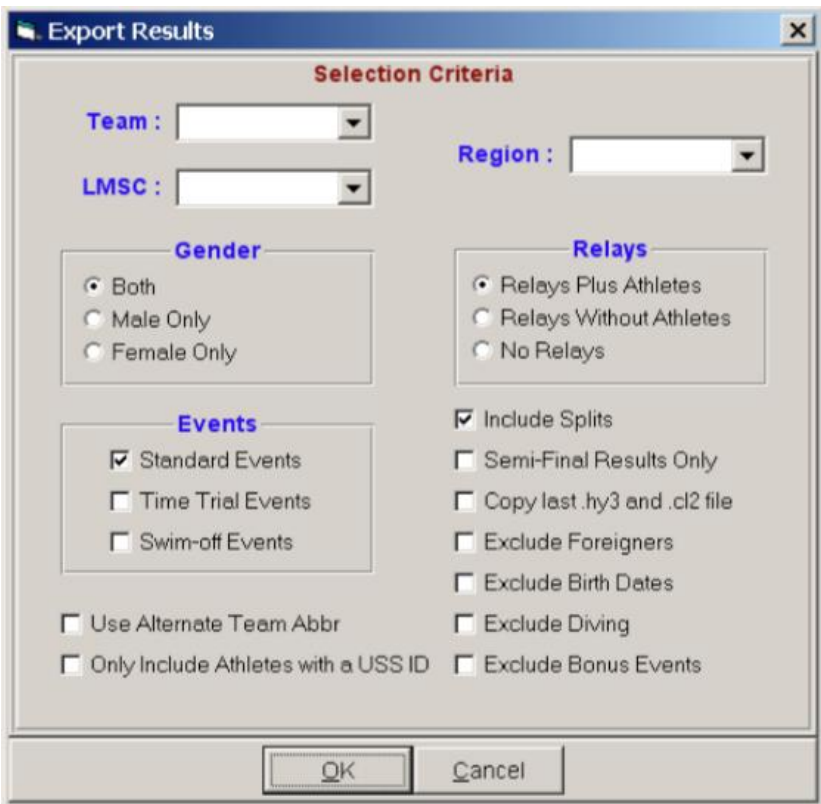 Export Results
Selection Criteria
Team :
Region :
LMSC :
Gender
Both
Male Only
Female Only
Relays
Relays Plus Athletes
Relays Without Athletes
No Relays
Events
Standard Events
Time Trial Events
Swim-off Events
Include Splits
Semi-Final Results Only
Copy last .hy3 and .cl2 file
Exclude Foreigners
Exclude Birth Dates
Exclude Diving
Exclude Bonus Events
Use Alternate Team Abbr
Only Include Athletes with a USS ID
OK
Cancel